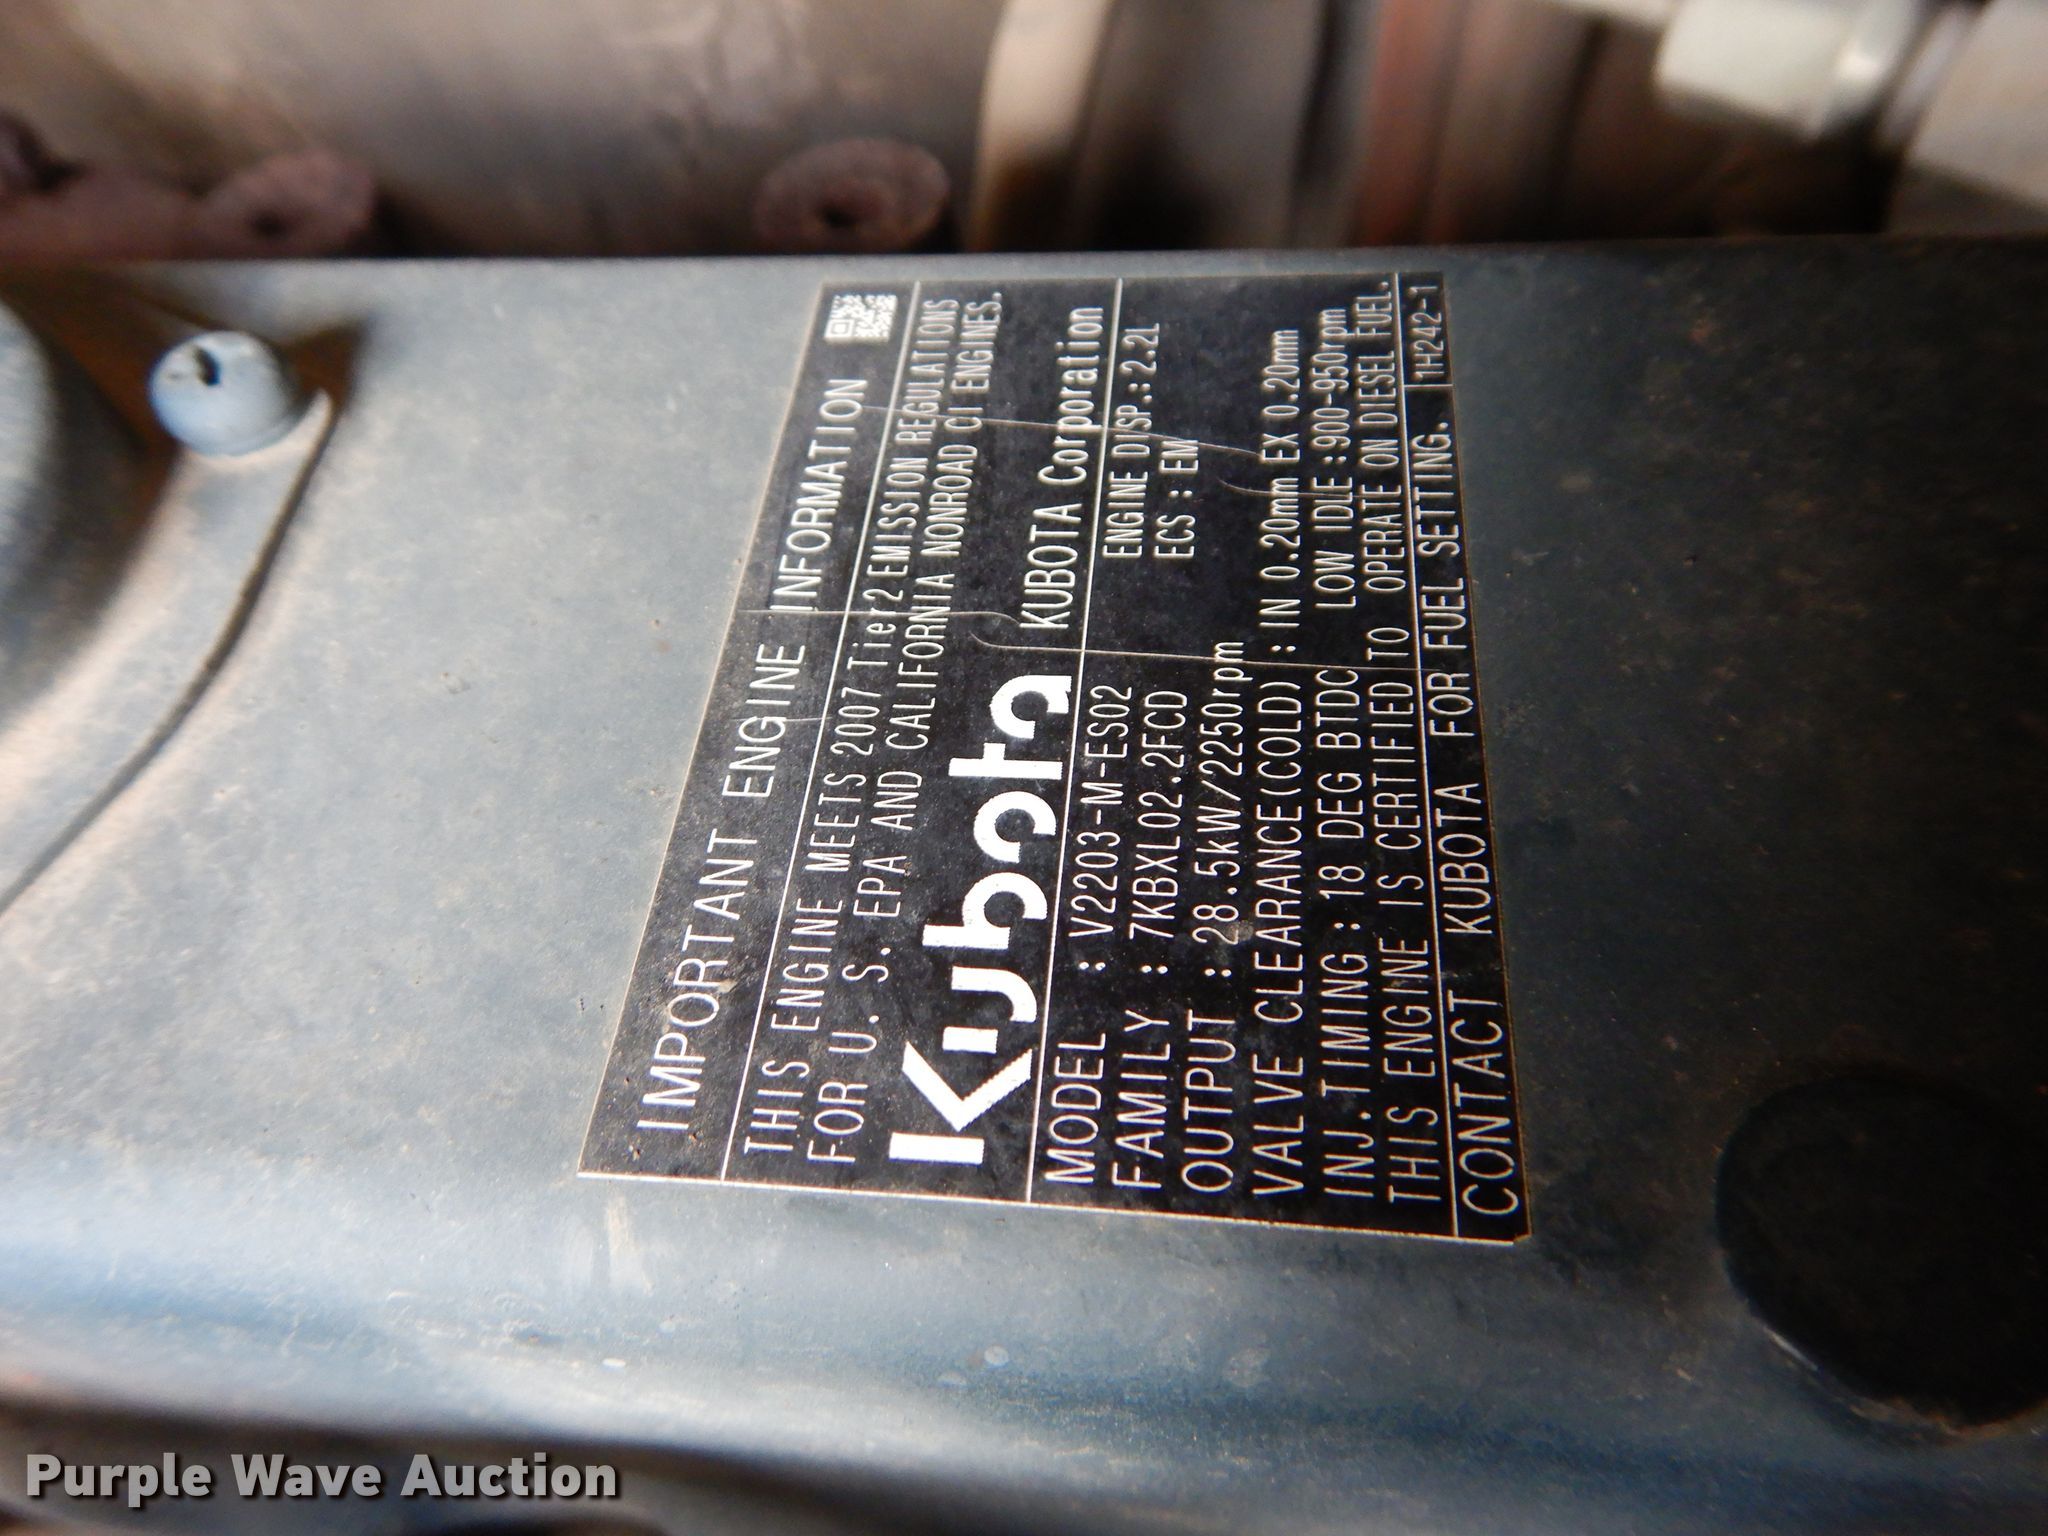 IMPORTANT ENGINE INFORMATION
THIS ENGINE MEETS 2007 Tier2 EMISSION REGULATIONS
FOR U.S. EPA AND CALIFORNIA NONROAD CI ENGINES.
Kubota KUBOTA Corporation
MODEL : V2203-M-ES02 ENGINE DISP.: 2.2L
FAMILY : 7KBXL02.2FCD ECS : EM
OUTPUT : 28.5kW/2250rpm
VALVE CLEARANCE(COLD) : IN 0.20mm EX 0.20mm
INJ.TIMING: 18 DEG BTDC LOW IDLE : 900-950rpm
THIS ENGINE IS CERTIFIED TO OPERATE ON DIESEL FUEL.
CONTACT KUBOTA FOR FUEL SETTING. 1H242-1
Purple Wave Auction